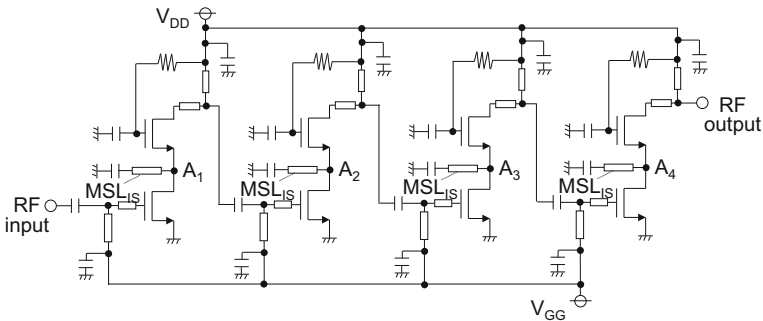 V_DD
A_1
A_2
A_3
A_4
MSL_IS
MSL_IS
MSL_IS
MSL_IS
RF
input
RF
output
V_GG